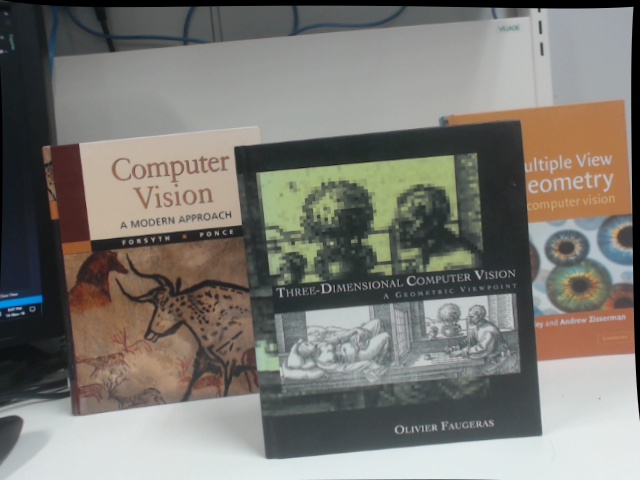 Computer
Vision
A MODERN APPROACH
FORSYTH PONCE
THREE-DIMENSIONAL COMPUTER VISION
A GEOMETRIC VIEWPOINT
OLIVIER FAUGERAS
ultiple View
eometry
computer vision
ley and Andrew Zisserman